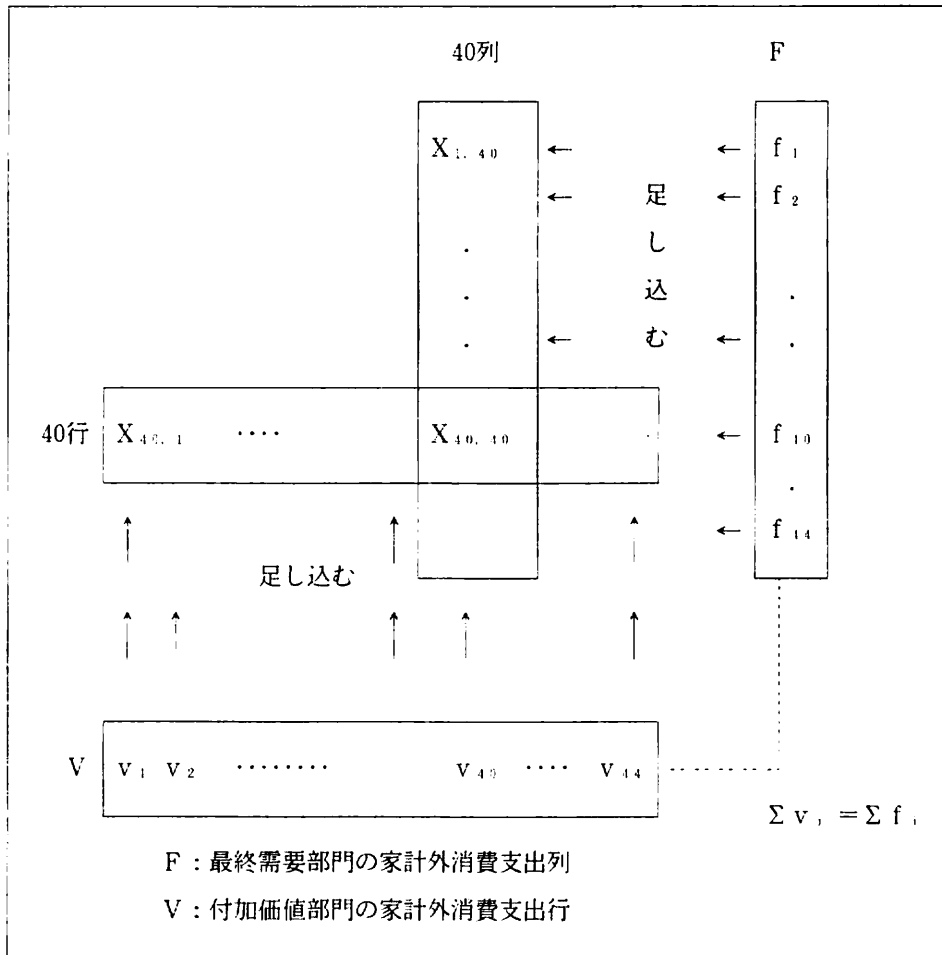 40列 F
X₁,₄₀ ← ← f₁
← 足 ← f₂
し
込
← む ←
40行 X₄₀,₁ ···· X₄₀,₄₀ ← f₄₀
← f₄₄
↑ ↑ ↑
足し込む
↑ ↑ ↑ ↑ ↑
V v₁ v₂ ········ v₄₀ ···· v₄₄
Σv = Σf
F：最終需要部門の家計外消費支出列
V：付加価値部門の家計外消費支出行